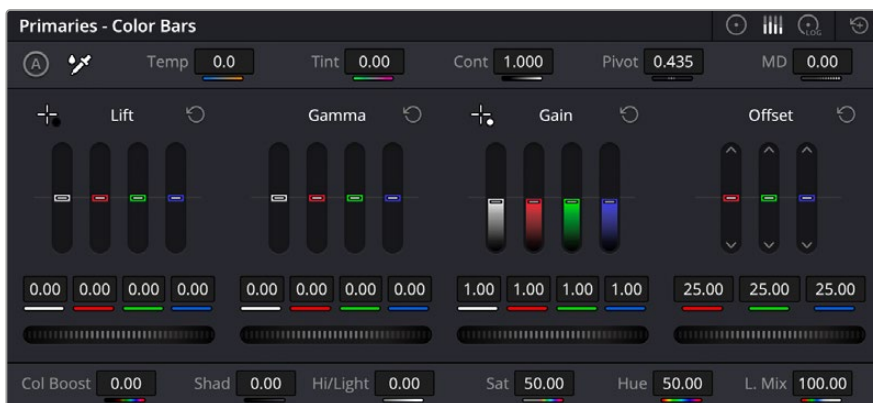 Primaries - Color Bars
LOG
A Temp 0.0 Tint 0.00 Cont 1.000 Pivot 0.435 MD 0.00
Lift Gamma Gain Offset
0.00 0.00 0.00 0.00 0.00 0.00 0.00 0.00 1.00 1.00 1.00 1.00 25.00 25.00 25.00
Col Boost 0.00 Shad 0.00 Hi/Light 0.00 Sat 50.00 Hue 50.00 L. Mix 100.00